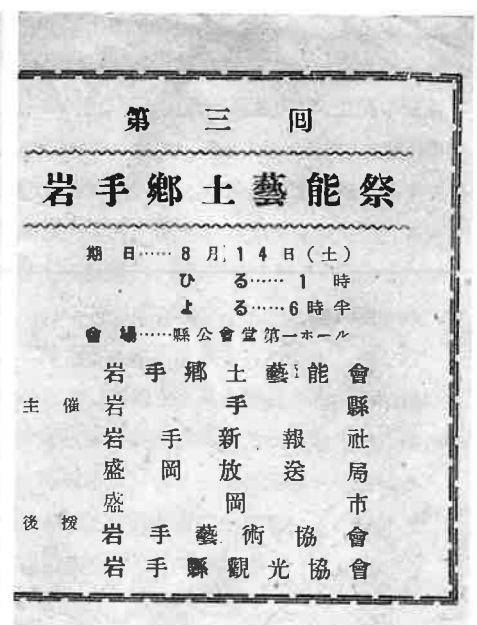 第三回
岩手郷土藝能祭
期日……8月14日(土)
ひる……1時
よる……6時半
會場……縣公會堂第一ホール
岩手郷土藝能會
主催 岩手縣
岩手新報社
盛岡放送局
盛岡市
後援 岩手藝術協會
岩手縣觀光協會